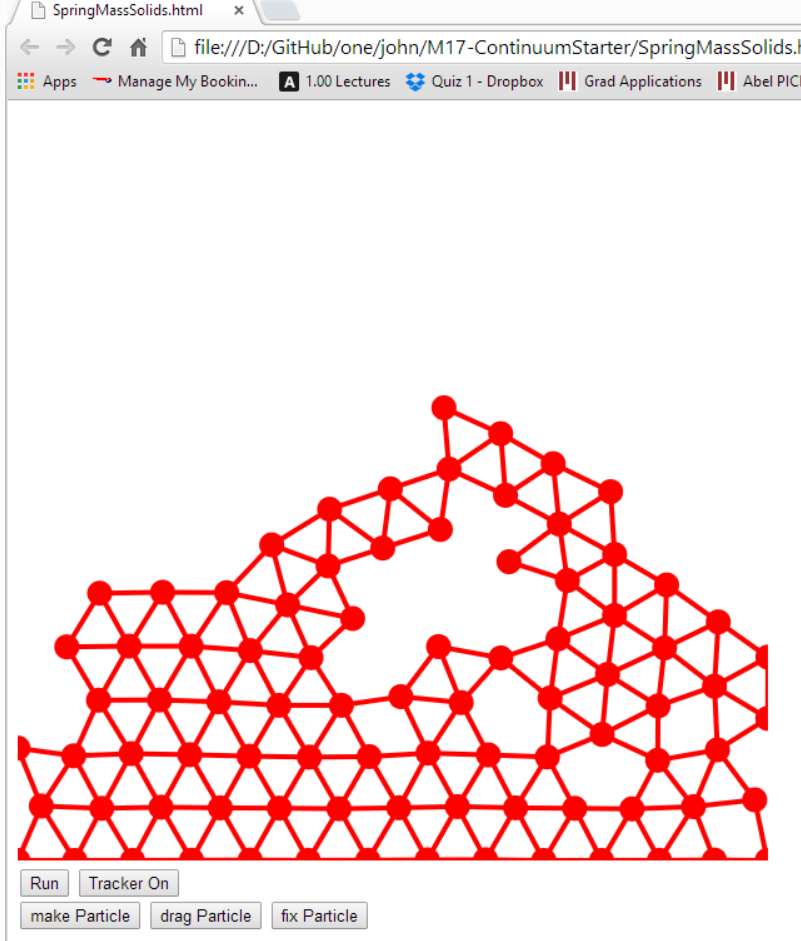 SpringMassSolids.html ×
file:///D:/GitHub/one/john/M17-ContinuumStarter/SpringMassSolids.h
Apps Manage My Bookin... A 1.00 Lectures Quiz 1 - Dropbox Grad Applications Abel PICI
Run Tracker On
make Particle drag Particle fix Particle